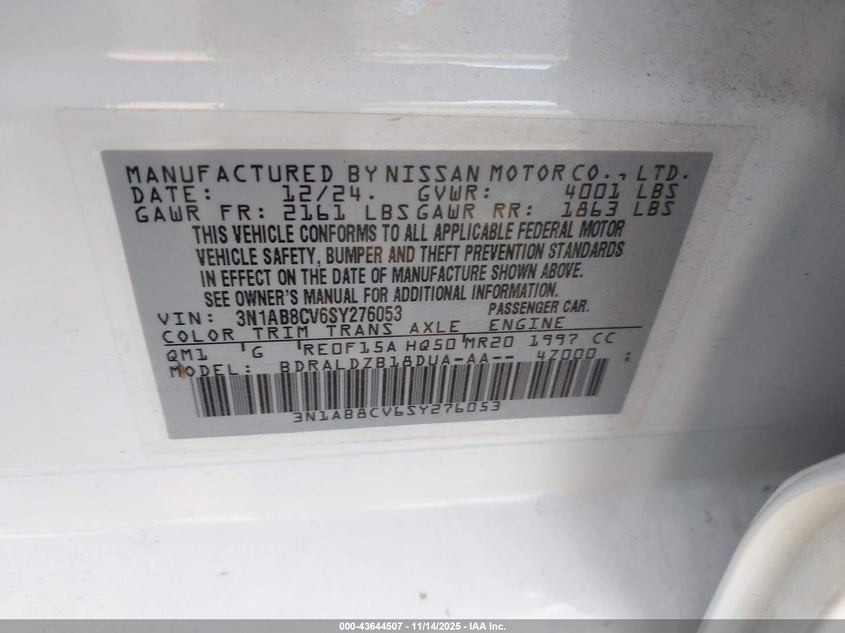 MANUFACTURED BY NISSAN MOTOR CO., LTD.
DATE: 12/24. GVWR: 4001 LBS
GAWR FR: 2161 LBS GAWR RR: 1863 LBS
THIS VEHICLE CONFORMS TO ALL APPLICABLE FEDERAL MOTOR
VEHICLE SAFETY, BUMPER AND THEFT PREVENTION STANDARDS
IN EFFECT ON THE DATE OF MANUFACTURE SHOWN ABOVE.
SEE OWNER'S MANUAL FOR ADDITIONAL INFORMATION.
VIN: 3N1AB8CV6SY276053 PASSENGER CAR.
COLOR TRIM TRANS AXLE ENGINE
QM1 G RE0F15A HQ50 MR20 1997 CC
MODEL: BDRALDZB18DUA-AA-- 4Z000 :
3N1AB8CV6SY276053
000-43644507 - 11/14/2025 - IAA Inc.